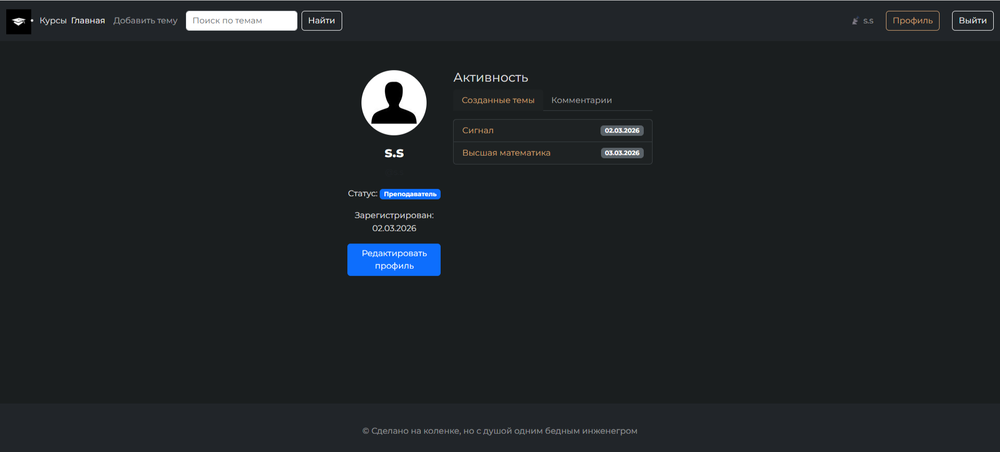 Курсы Главная Добавить тему Поиск по темам Найти s.s Профиль Выйти
s.s
Статус: Преподаватель
Зарегистрирован:
02.03.2026
Редактировать
профиль
Активность
Созданные темы Комментарии
Сигнал 02.03.2026
Высшая математика 03.03.2026
© Сделано на коленке, но с душой одним бедным инженегром